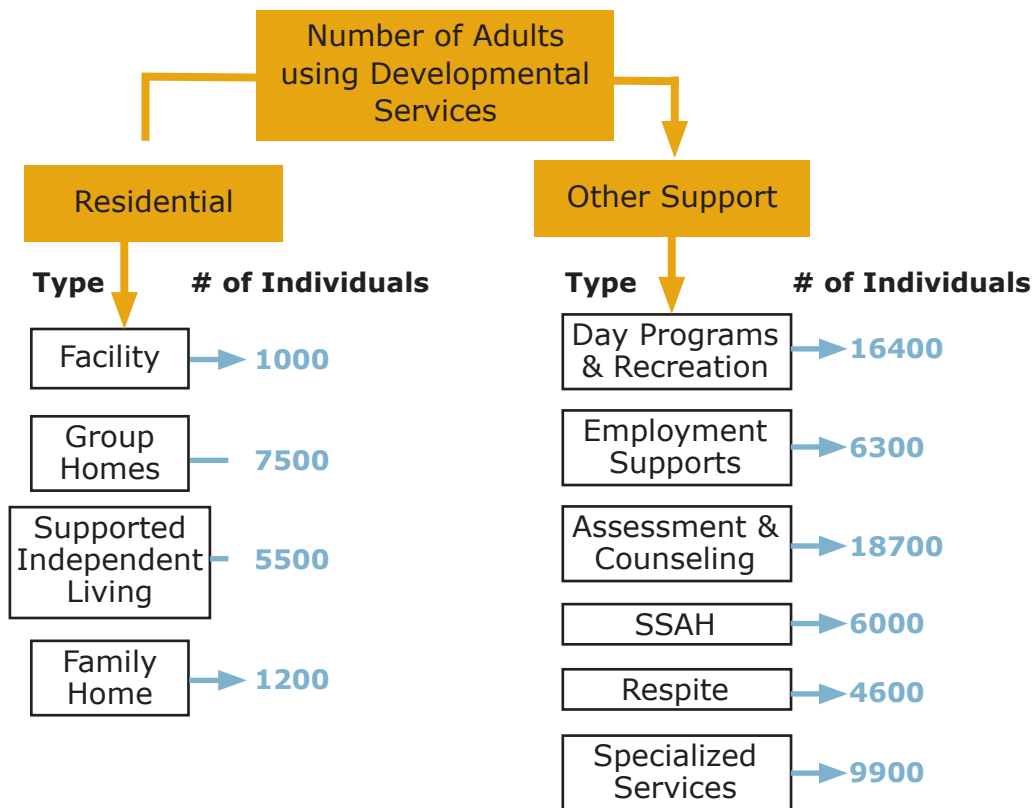 Number of Adults
using Developmental
Services
Residential
Type # of Individuals
Facility 1000
Group
Homes 7500
Supported
Independent
Living 5500
Family
Home 1200
Other Support
Type # of Individuals
Day Programs
& Recreation 16400
Employment
Supports 6300
Assessment &
Counseling 18700
SSAH 6000
Respite 4600
Specialized
Services 9900